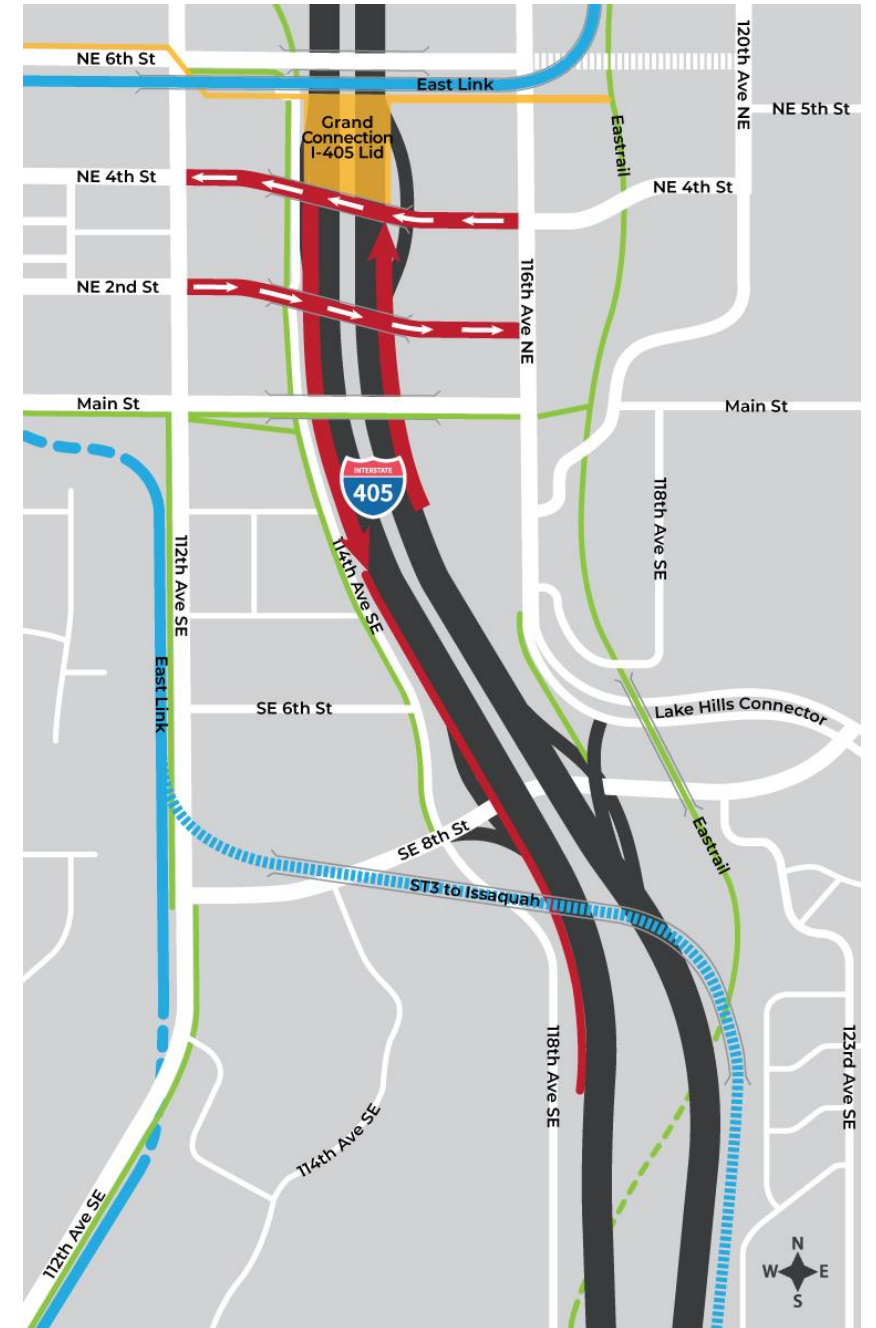 NE 6th St
East Link
120th Ave NE
NE 5th St
Grand
Connection
I-405 Lid
Eastrail
NE 4th St
NE 4th St
NE 2nd St
116th Ave NE
Main St
Main St
INTERSTATE
405
118th Ave SE
112th Ave SE
114th Ave SE
East Link
SE 6th St
Lake Hills Connector
SE 8th St
Eastrail
ST3 to Issaquah
118th Ave SE
123rd Ave SE
114th Ave SE
112th Ave SE
N
W E
S